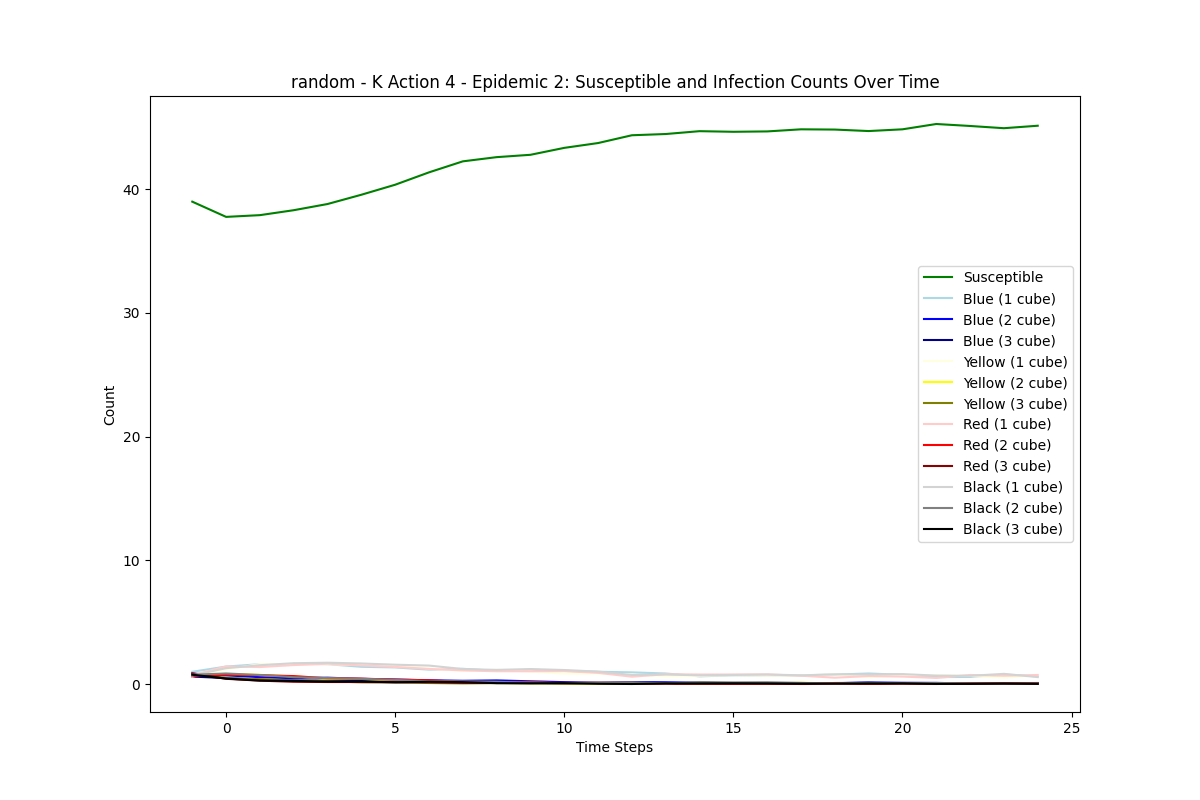 random - K Action 4 - Epidemic 2: Susceptible and Infection Counts Over Time
Count
40
30
20
10
0
Susceptible
Blue (1 cube)
Blue (2 cube)
Blue (3 cube)
Yellow (1 cube)
Yellow (2 cube)
Yellow (3 cube)
Red (1 cube)
Red (2 cube)
Red (3 cube)
Black (1 cube)
Black (2 cube)
Black (3 cube)
0 5 10 15 20 25
Time Steps